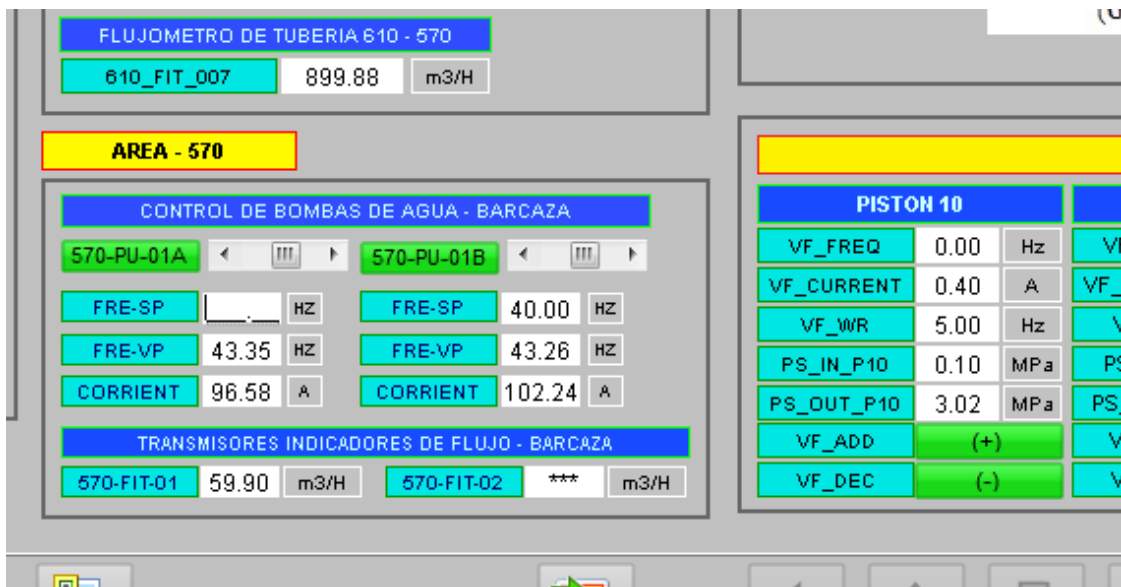 FLUJOMETRO DE TUBERIA 610 - 570
610_FIT_007 899.88 m3/H
AREA - 570
CONTROL DE BOMBAS DE AGUA - BARCAZA
570-PU-01A 570-PU-01B
FRE-SP ___.__ HZ FRE-SP 40.00 HZ
FRE-VP 43.35 HZ FRE-VP 43.26 HZ
CORRIENT 96.58 A CORRIENT 102.24 A
TRANSMISORES INDICADORES DE FLUJO - BARCAZA
570-FIT-01 59.90 m3/H 570-FIT-02 *** m3/H
PISTON 10
VF_FREQ 0.00 Hz
VF_CURRENT 0.40 A VF_
VF_WR 5.00 Hz
PS_IN_P10 0.10 MPa
PS_OUT_P10 3.02 MPa PS_
VF_ADD (+)
VF_DEC (-)